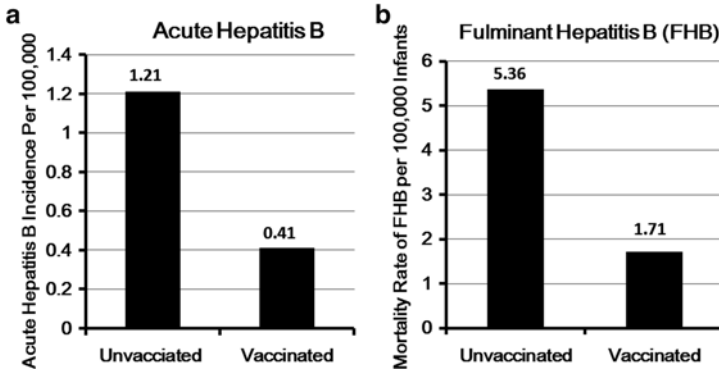 a
Acute Hepatitis B
Acute Hepatitis B Incidence Per 100,000
1.4
1.2
1
0.8
0.6
0.4
0.2
0
1.21
0.41
Unvacciated
Vaccinated
b
Fulminant Hepatitis B (FHB)
Mortality Rate of FHB per 100,000 Infants
6
5
4
3
2
1
0
5.36
1.71
Unvaccinated
Vaccinated